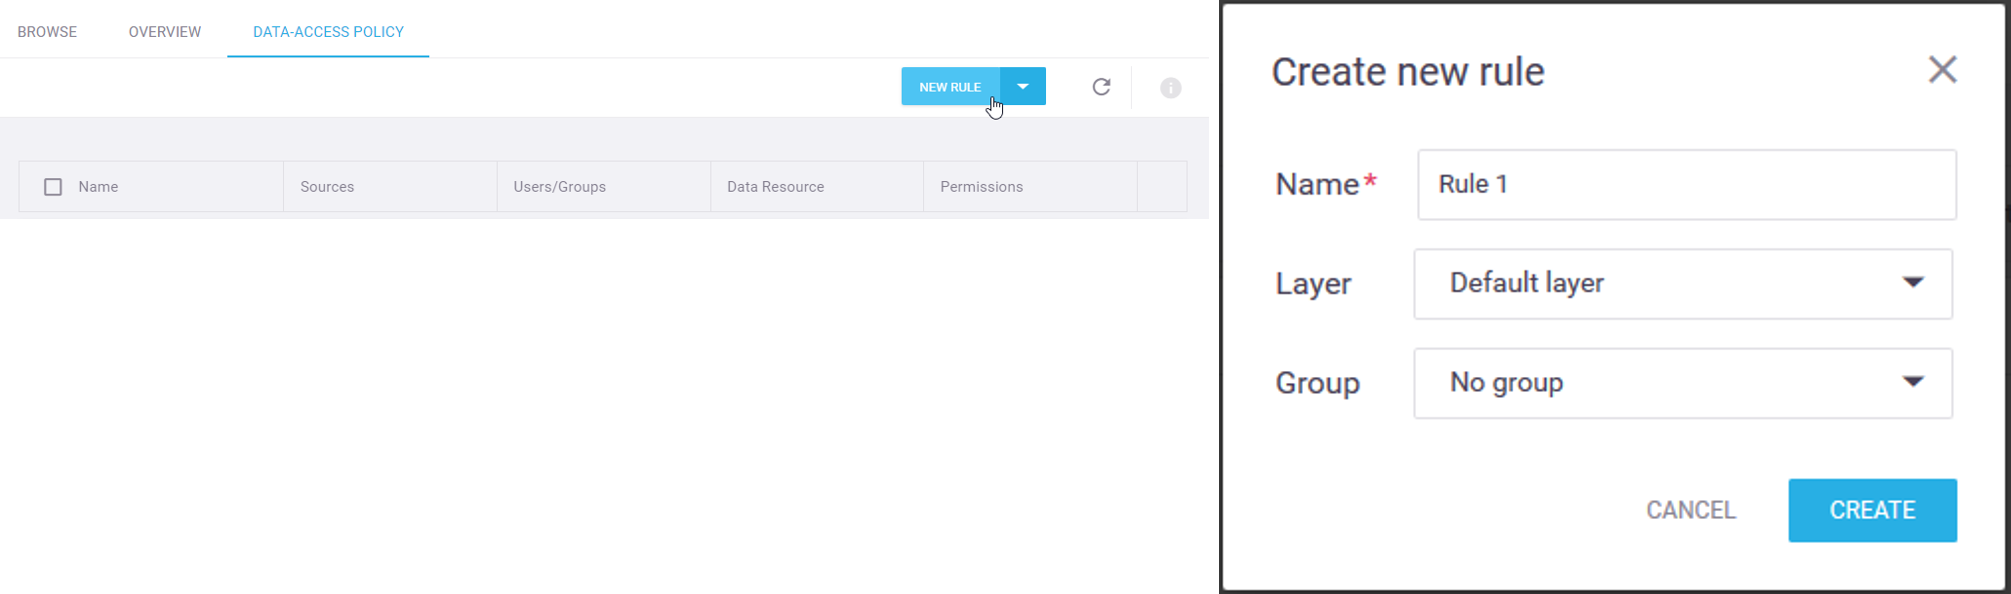 BROWSE OVERVIEW DATA-ACCESS POLICY
NEW RULE
Name Sources Users/Groups Data Resource Permissions
Create new rule
Name* Rule 1
Layer Default layer
Group No group
CANCEL CREATE